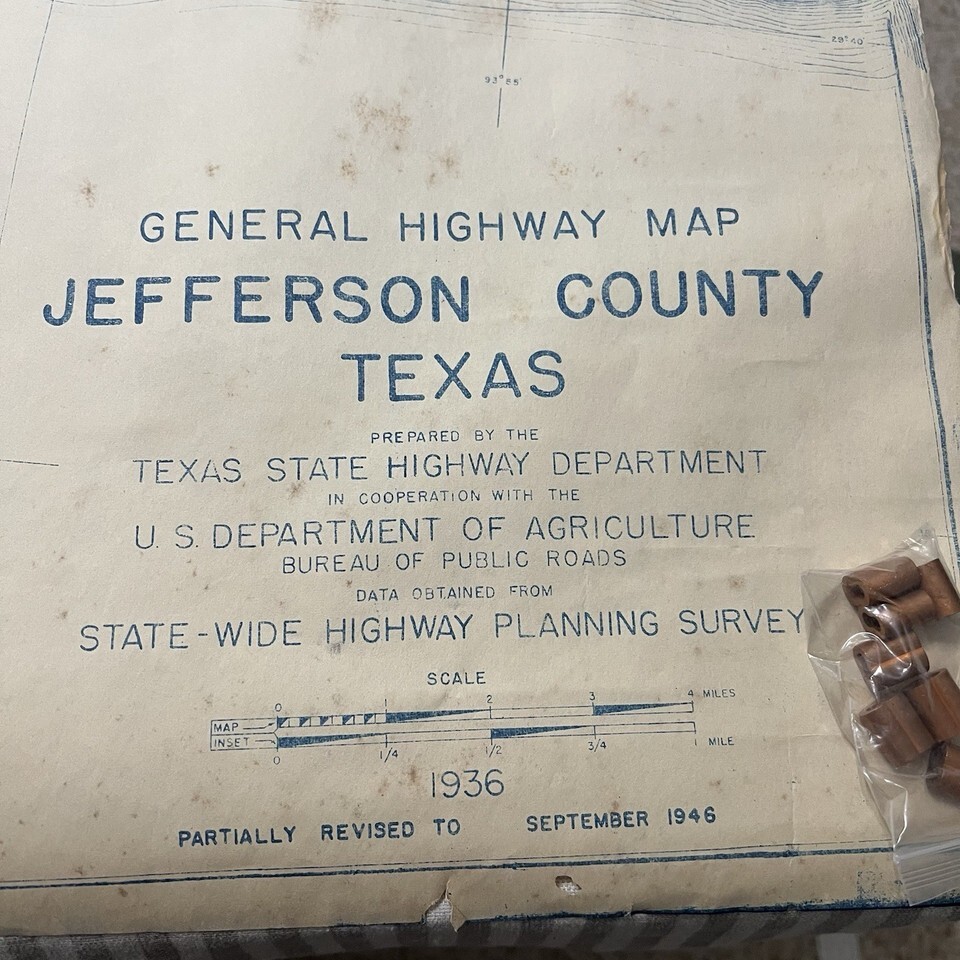 29° 40'
93° 55'
GENERAL HIGHWAY MAP
JEFFERSON COUNTY
TEXAS
PREPARED BY THE
TEXAS STATE HIGHWAY DEPARTMENT
IN COOPERATION WITH THE
U. S. DEPARTMENT OF AGRICULTURE
BUREAU OF PUBLIC ROADS
DATA OBTAINED FROM
STATE-WIDE HIGHWAY PLANNING SURVEY
SCALE
0 1 2 3 4 MILES
MAP
INSET
0 1/4 1/2 3/4 1 MILE
1936
PARTIALLY REVISED TO SEPTEMBER 1946